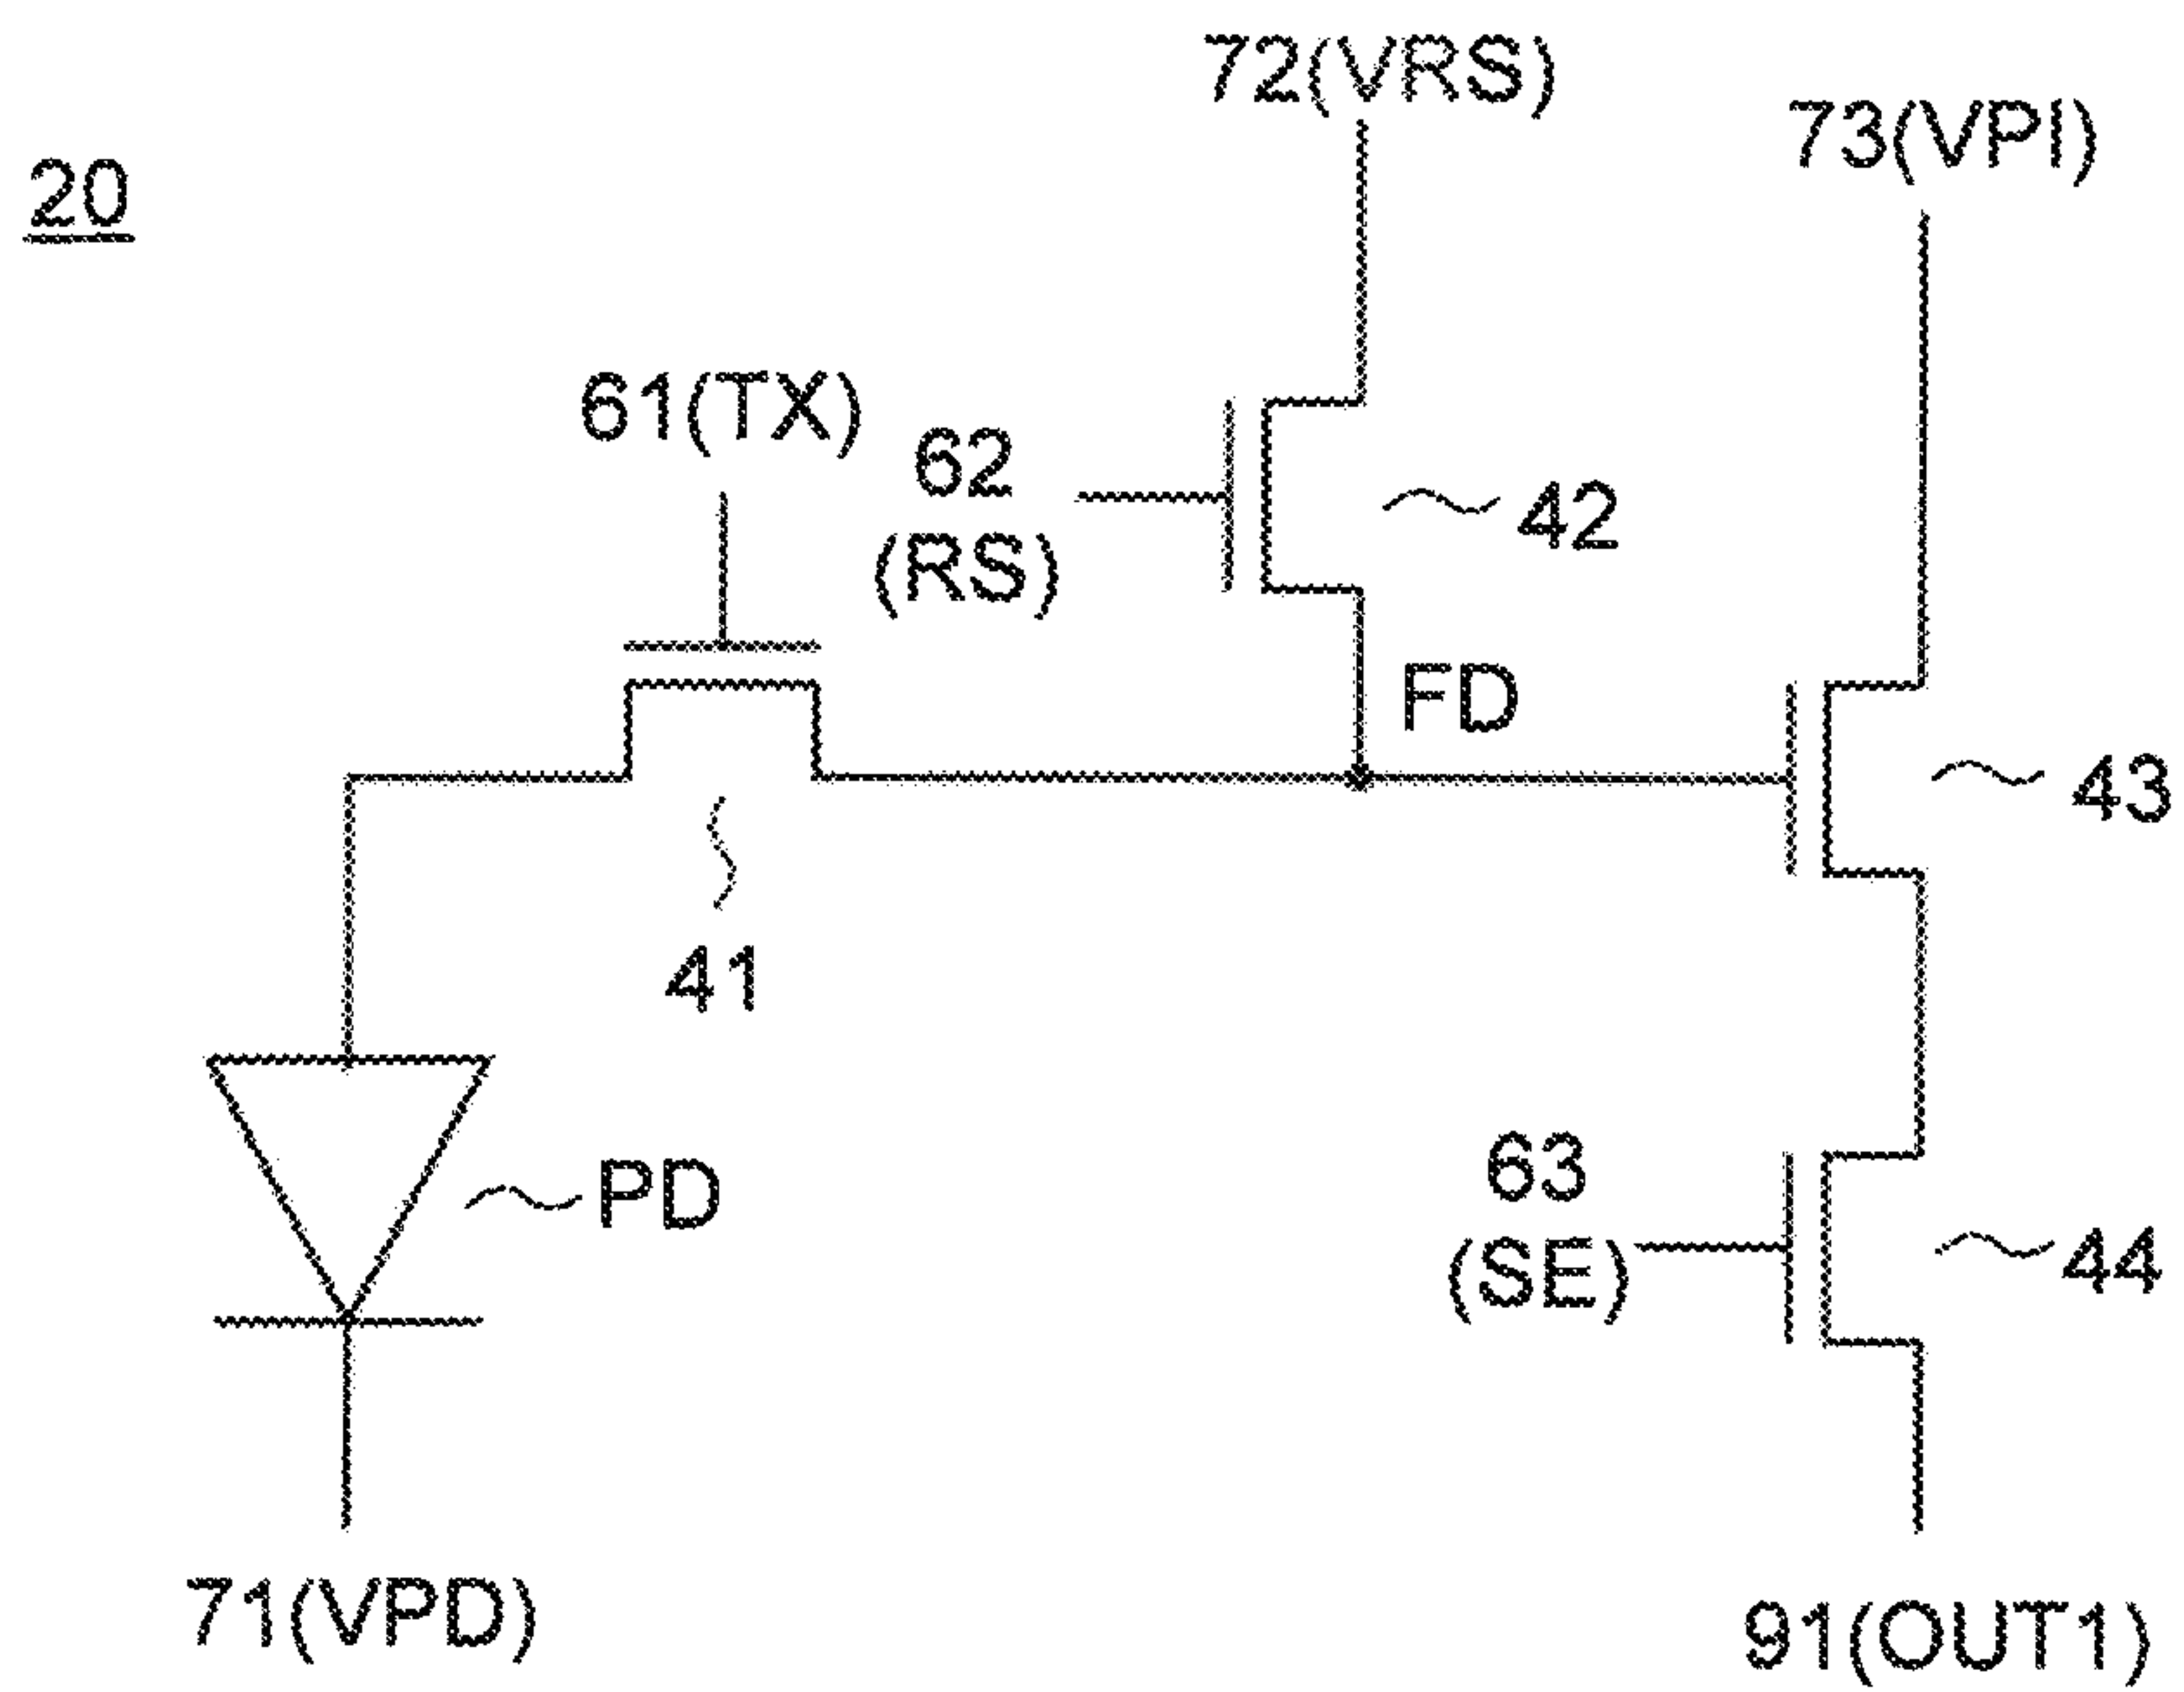 72(VRS)
73(VPI)
20
61(TX)
62
(RS)
42
FD
43
41
PD
63
(SE)
44
71(VPD)
91(OUT1)